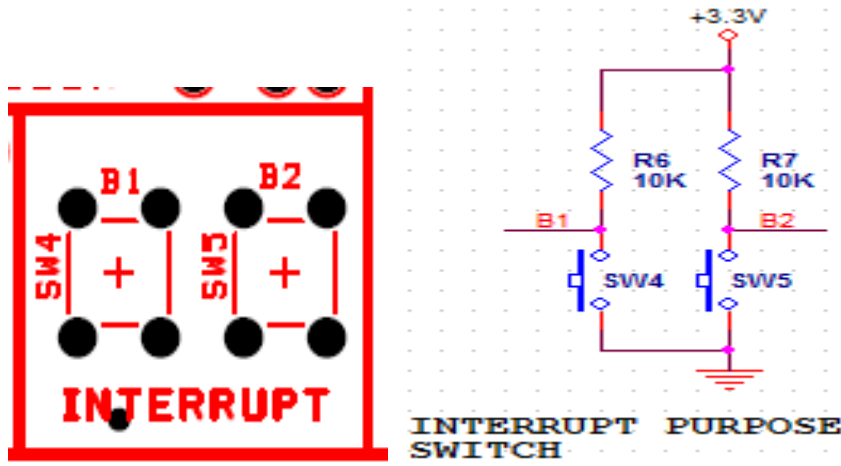 B1
B2
SW4
SW5
INTERRUPT
+3.3V
R6
10K
R7
10K
B1
B2
SW4
SW5
INTERRUPT PURPOSE
SWITCH